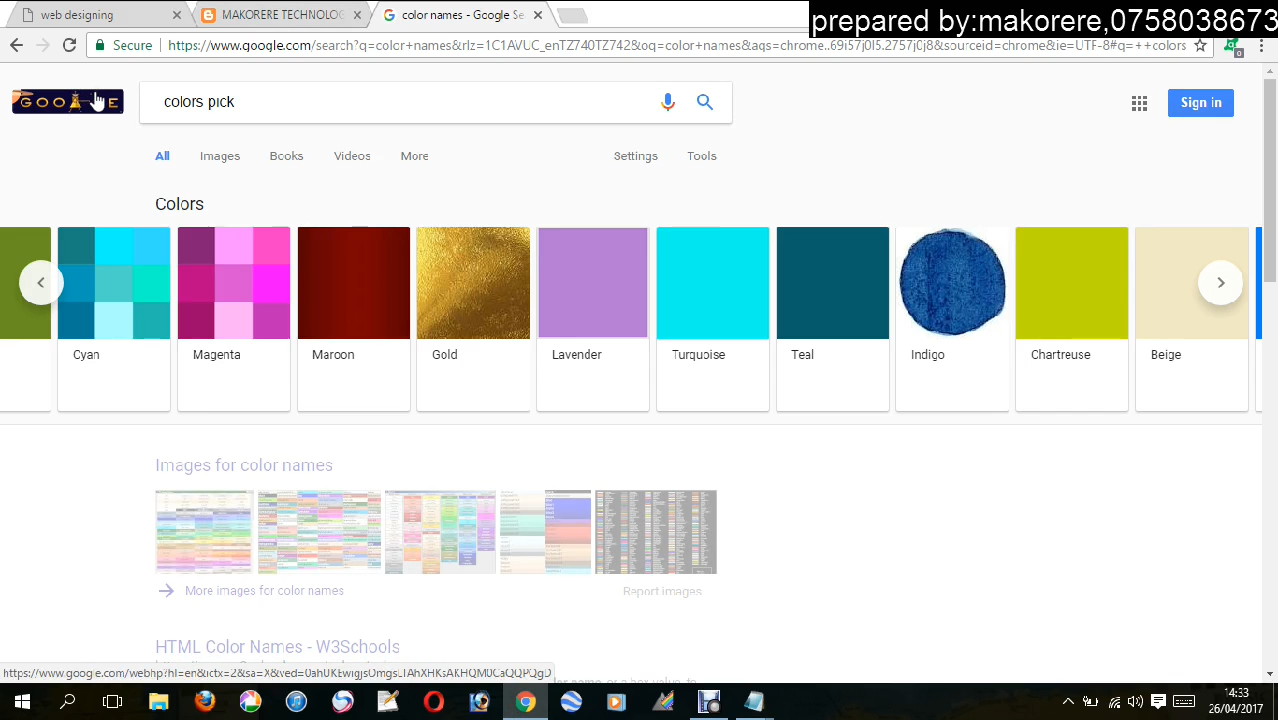 web designing
MAKORERE TECHNOLOG
color names - Google Se
prepared by:makorere,0758038673
Secure
https://www.google.com/search?q=color+names&rlz=1C1AVUC_enTZ740TZ742&oq=color+names&aqs=chrome..69i57j0l5.2757j0j8&sourceid=chrome&ie=UTF-8#q=++colors
0
GOOGLE
colors pick
Sign in
All
Images
Books
Videos
More
Settings
Tools
Colors
Cyan
Magenta
Maroon
Gold
Lavender
Turquoise
Teal
Indigo
Chartreuse
Beige
Images for color names
More images for color names
Report images
HTML Color Names - W3Schools
14:33
26/04/2017